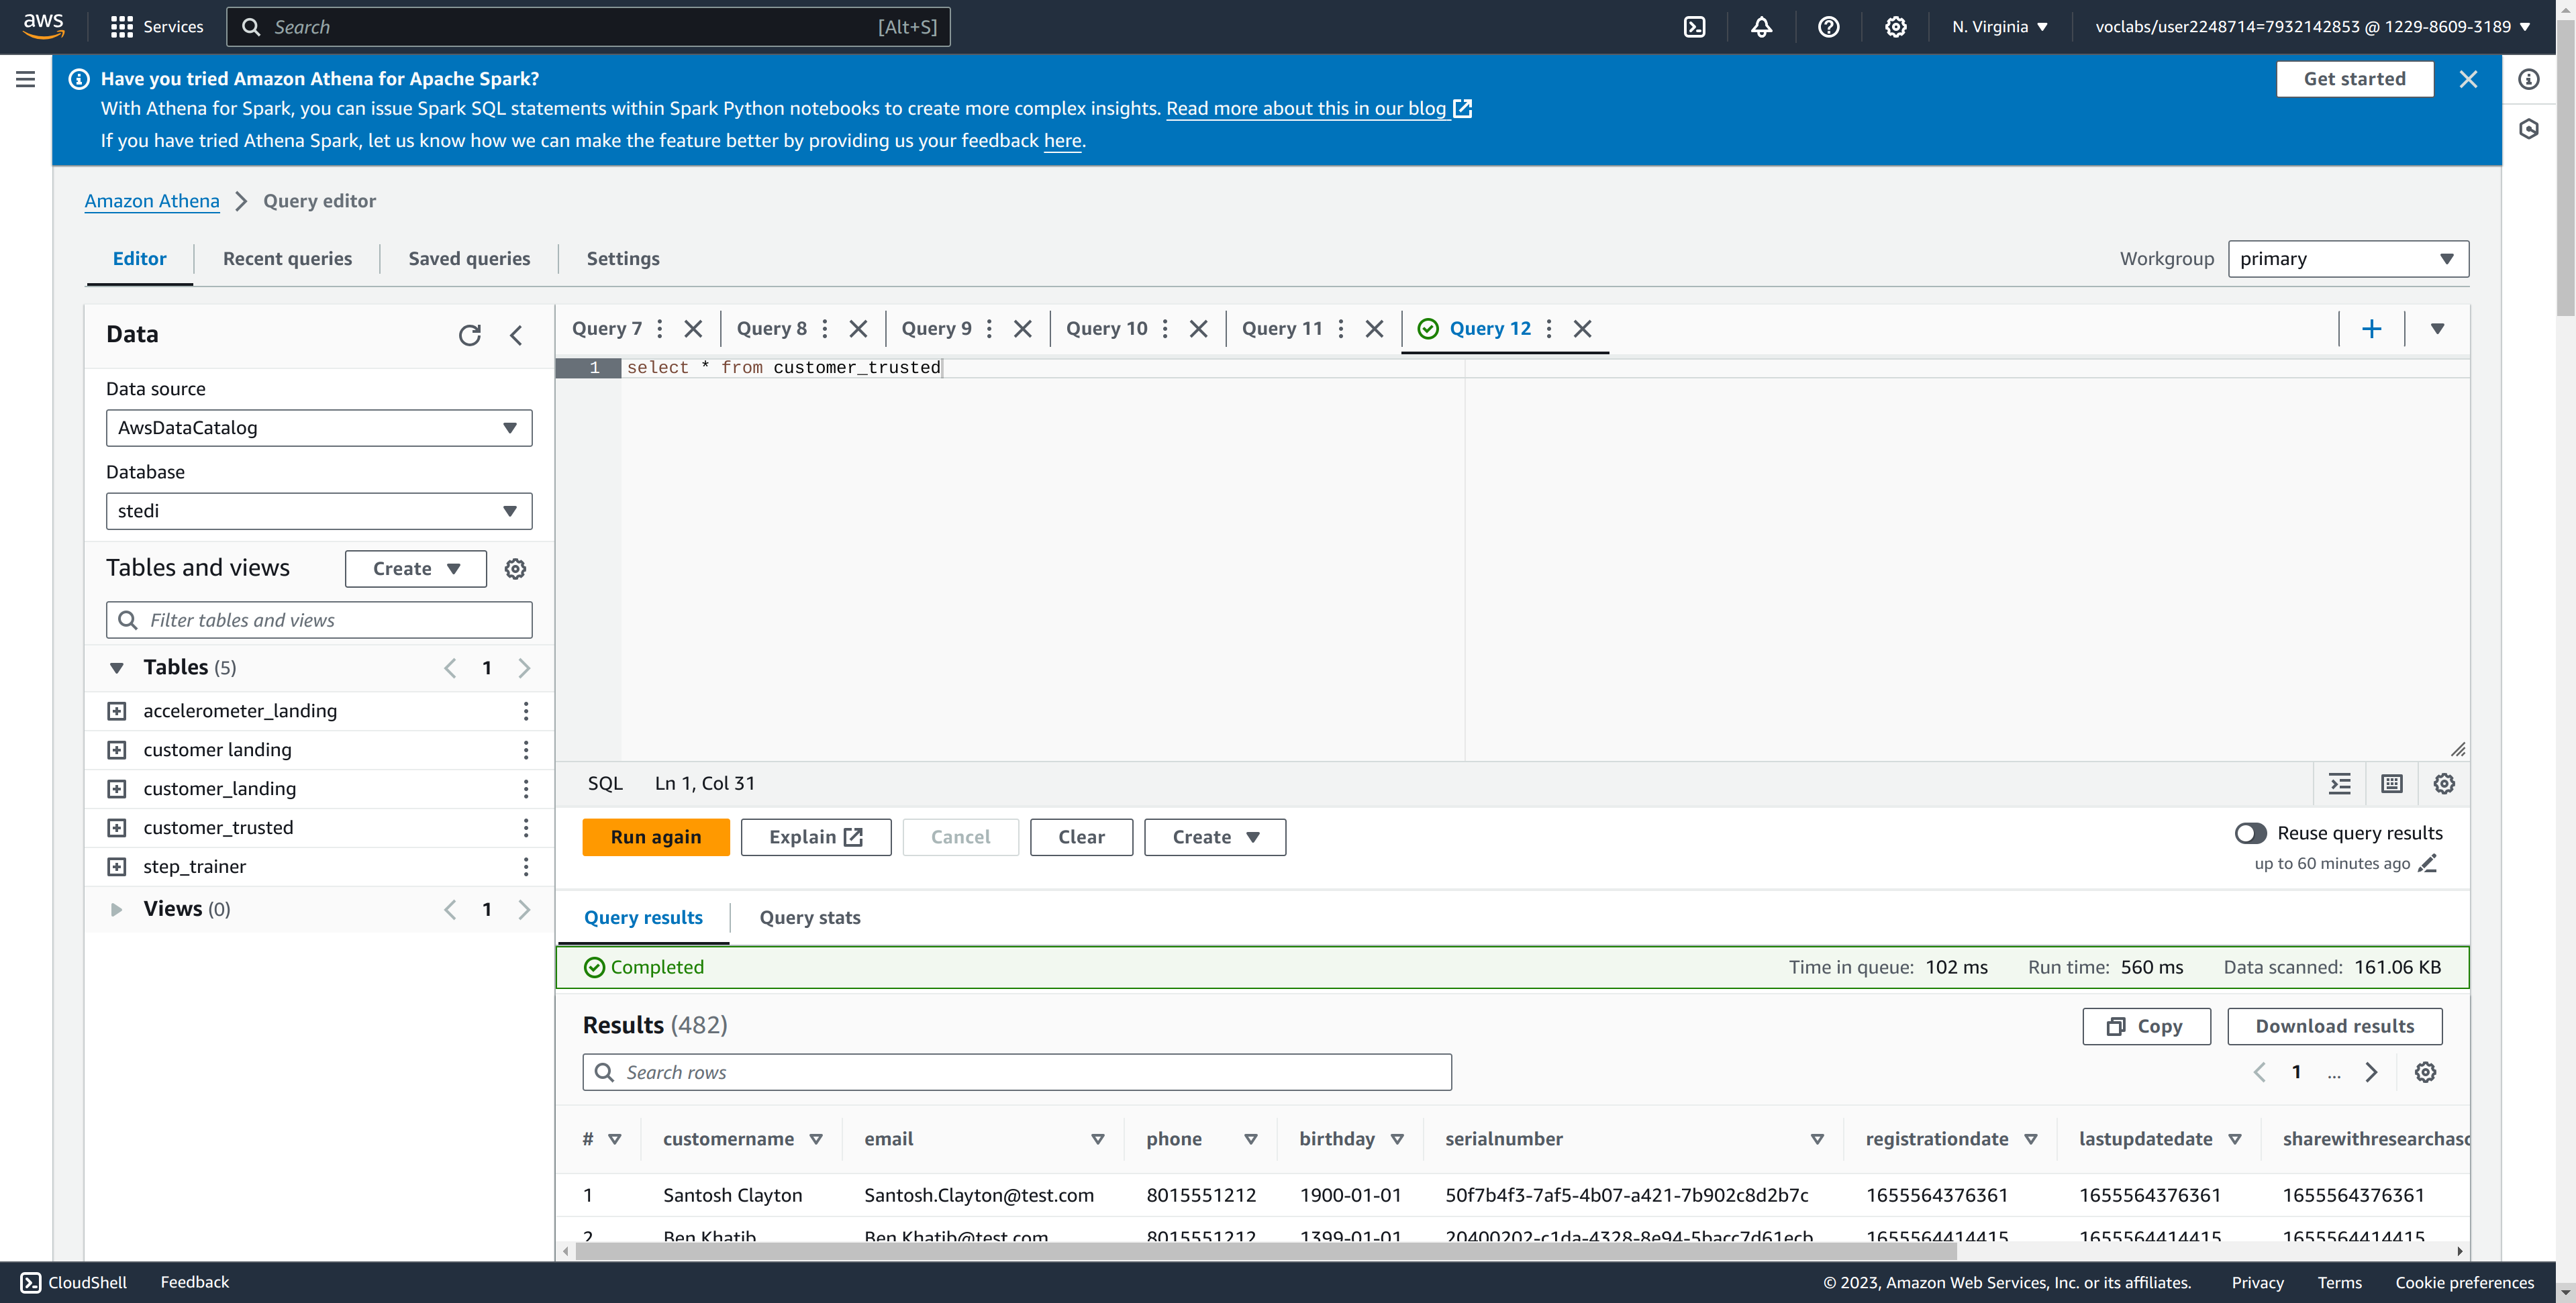 aws Services Search [Alt+S] N. Virginia voclabs/user2248714=7932142853 @ 1229-8609-3189
Have you tried Amazon Athena for Apache Spark? Get started
With Athena for Spark, you can issue Spark SQL statements within Spark Python notebooks to create more complex insights. Read more about this in our blog
If you have tried Athena Spark, let us know how we can make the feature better by providing us your feedback here.
Amazon Athena Query editor
Editor Recent queries Saved queries Settings Workgroup primary
Data
Data source
AwsDataCatalog
Database
stedi
Tables and views Create
Filter tables and views
Tables (5) 1
accelerometer_landing
customer landing
customer_landing
customer_trusted
step_trainer
Views (0) 1
Query 7 Query 8 Query 9 Query 10 Query 11 Query 12
1 select * from customer_trusted
SQL Ln 1, Col 31
Run again Explain Cancel Clear Create Reuse query results
up to 60 minutes ago
Query results Query stats
Completed Time in queue: 102 ms Run time: 560 ms Data scanned: 161.06 KB
Results (482) Copy Download results
Search rows 1 ...
# customername email phone birthday serialnumber registrationdate lastupdatedate sharewithresearchaso
1 Santosh Clayton Santosh.Clayton@test.com 8015551212 1900-01-01 50f7b4f3-7af5-4b07-a421-7b902c8d2b7c 1655564376361 1655564376361 1655564376361
2 Ben Khatib Ben.Khatib@test.com 8015551212 1399-01-01 20400202-c1da-4328-8e94-5bacc7d61ecb 1655564414415 1655564414415 1655564414415
CloudShell Feedback © 2023, Amazon Web Services, Inc. or its affiliates. Privacy Terms Cookie preferences